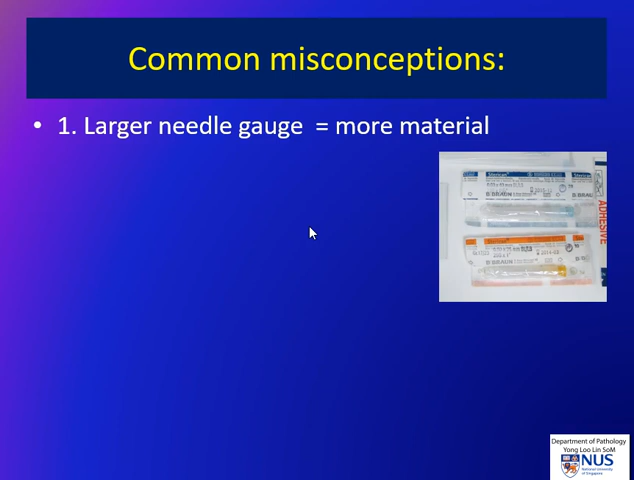 Common misconceptions:
• 1. Larger needle gauge = more material
B|BRAUN
ADHESIVE
B|BRAUN
Department of Pathology
Yong Loo Lin SoM
NUS
National University
of Singapore